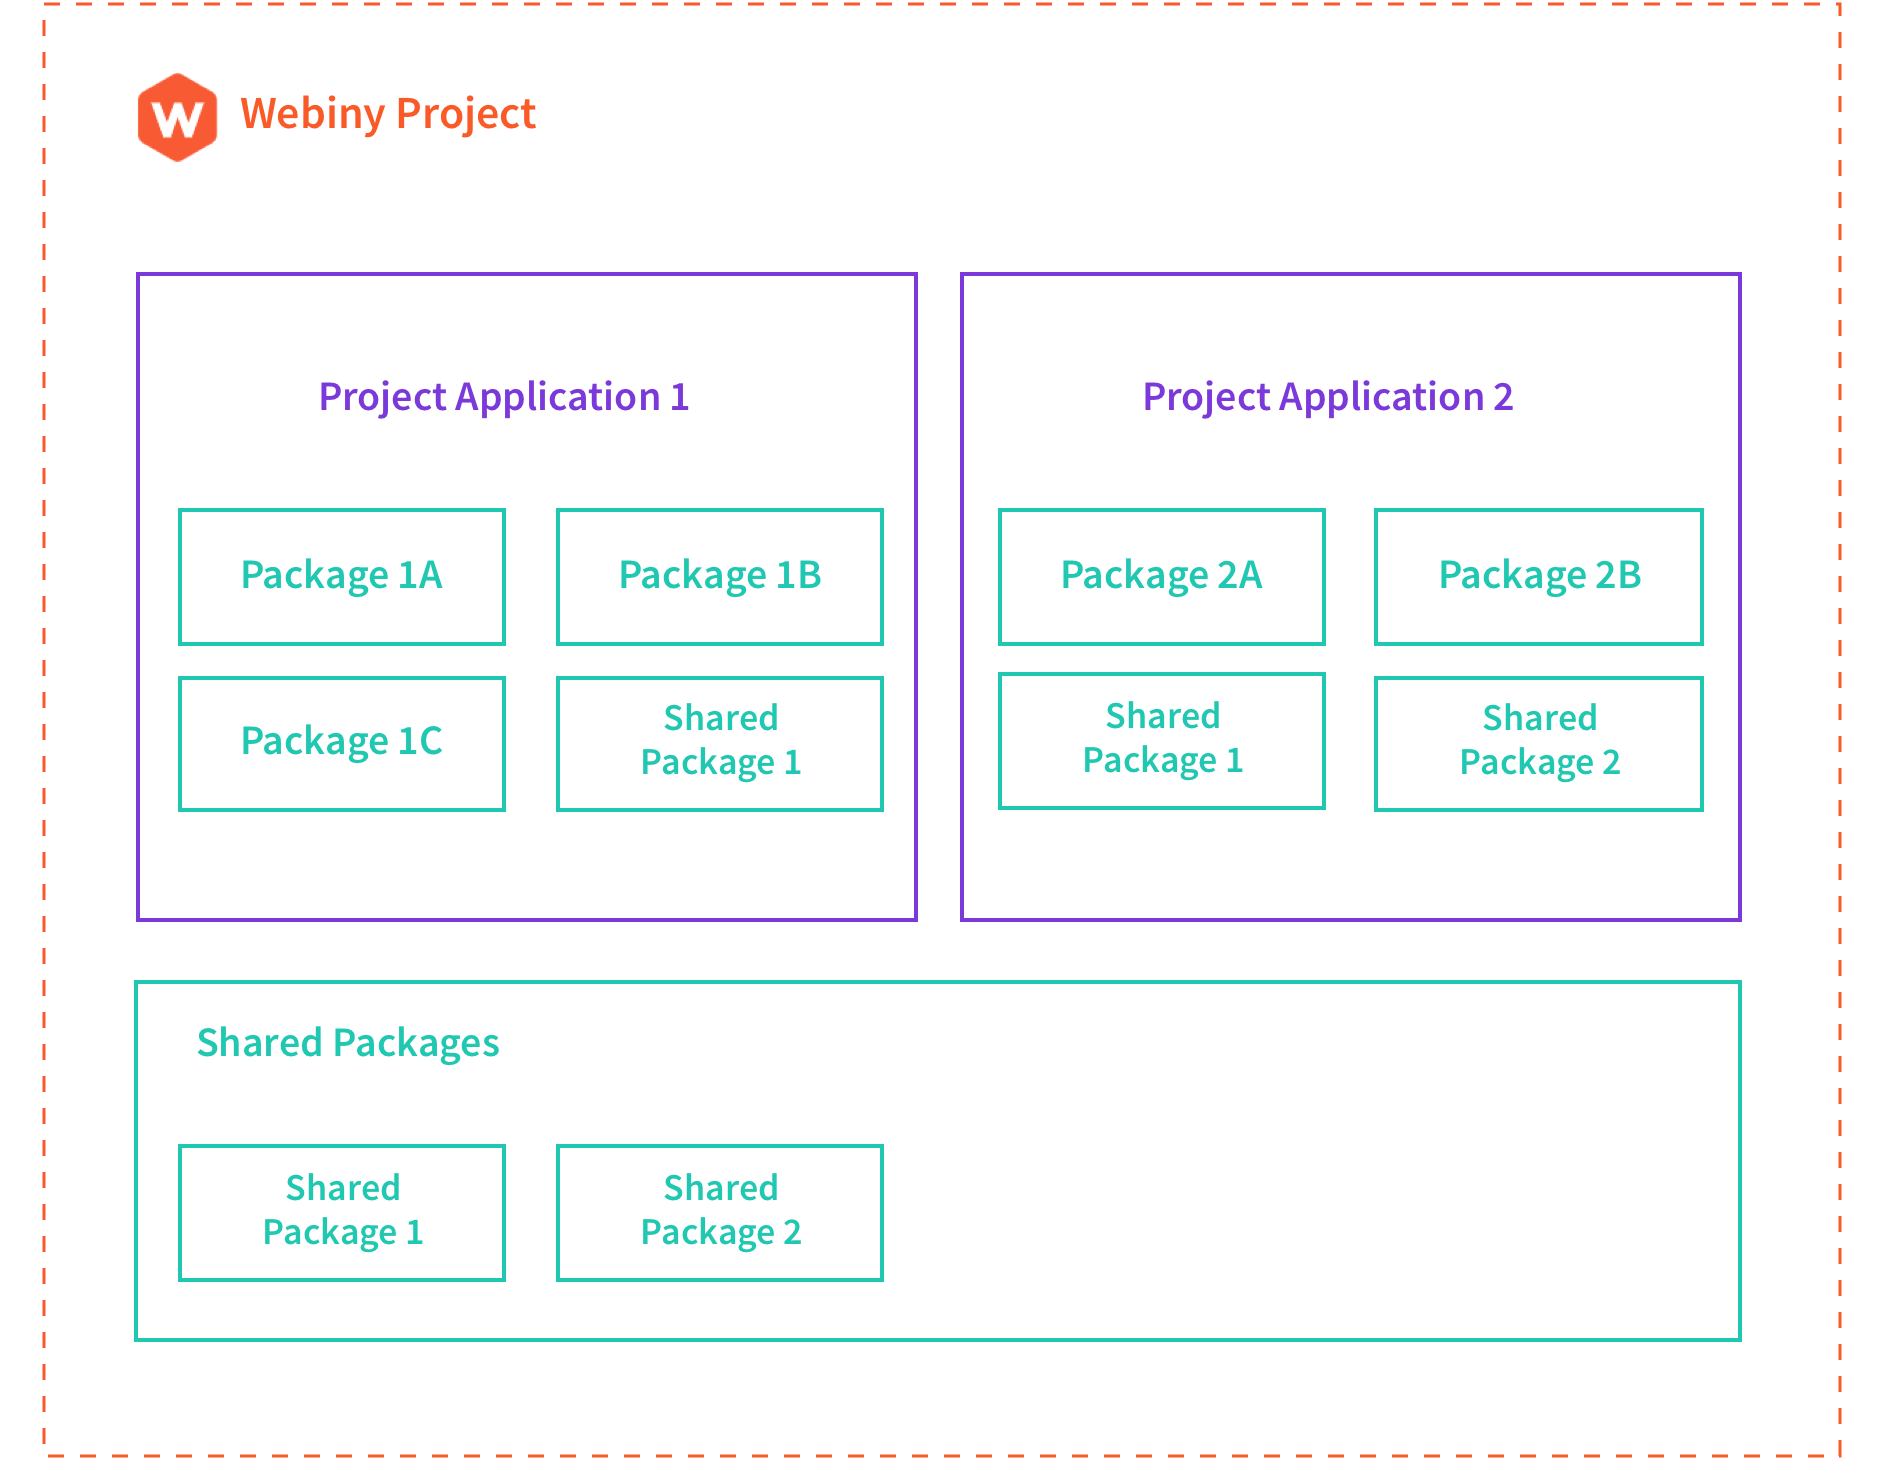 W
Webiny Project
Project Application 1
Package 1A
Package 1B
Package 1C
Shared
Package 1
Project Application 2
Package 2A
Package 2B
Shared
Package 1
Shared
Package 2
Shared Packages
Shared
Package 1
Shared
Package 2